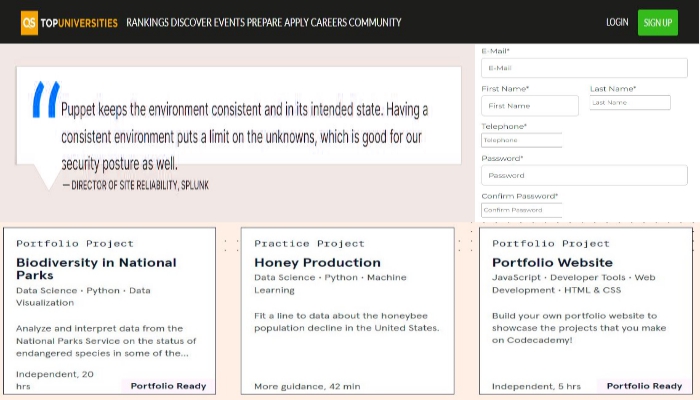 QS TOPUNIVERSITIES RANKINGS DISCOVER EVENTS PREPARE APPLY CAREERS COMMUNITY LOGIN SIGN UP
“
Puppet keeps the environment consistent and in its intended state. Having a
consistent environment puts a limit on the unknowns, which is good for our
security posture as well.
— DIRECTOR OF SITE RELIABILITY, SPLUNK
E-Mail*
E-Mail
First Name* Last Name*
First Name Last Name
Telephone*
Telephone
Password*
Password
Confirm Password*
Confirm Password
Portfolio Project
Biodiversity in National
Parks
Data Science • Python • Data
Visualization
Analyze and interpret data from the
National Parks Service on the status of
endangered species in some of the...
Independent, 20
hrs
Portfolio Ready
Practice Project
Honey Production
Data Science • Python • Machine
Learning
Fit a line to data about the honeybee
population decline in the United States.
More guidance, 42 min
Portfolio Project
Portfolio Website
JavaScript • Developer Tools • Web
Development • HTML & CSS
Build your own portfolio website to
showcase the projects that you make
on Codecademy!
Independent, 5 hrs
Portfolio Ready